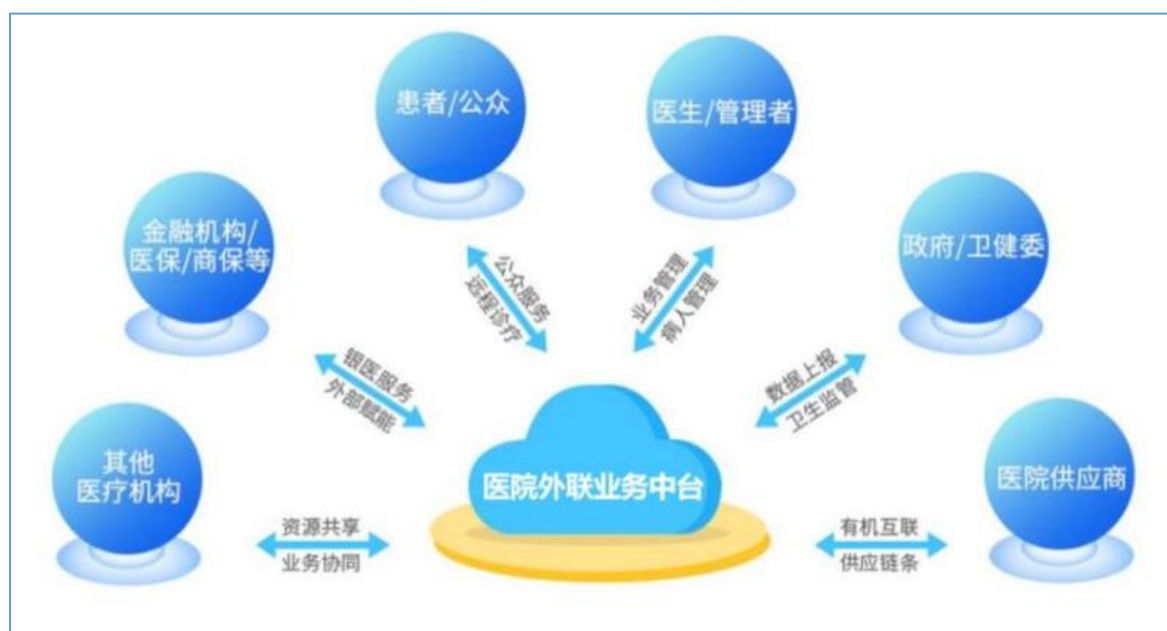 患者/公众
医生/管理者
金融机构/
医保/商保等
政府/卫健委
公众服务
远程诊疗
业务管理
病人管理
银医服务
外部赋能
数据上报
卫生监管
其他
医疗机构
医院外联业务中台
医院供应商
资源共享
业务协同
有机互联
供应链条